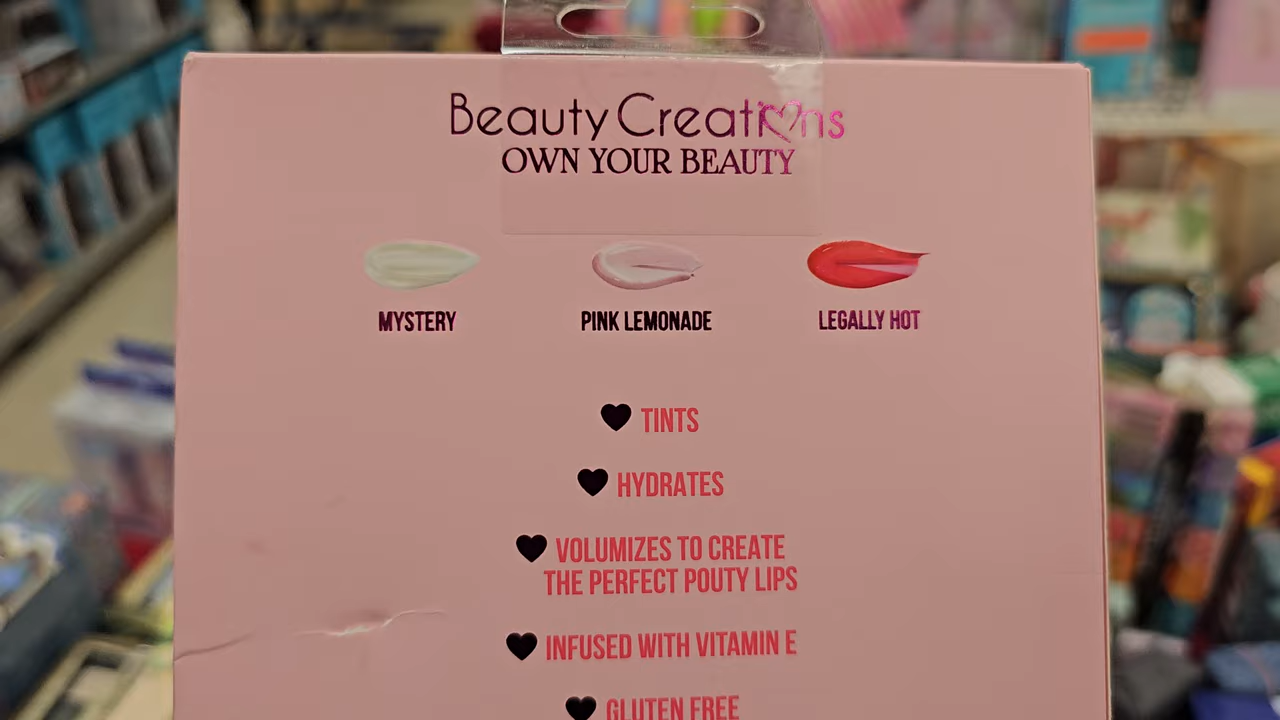 Beauty Creations
OWN YOUR BEAUTY
MYSTERY PINK LEMONADE LEGALLY HOT
TINTS
HYDRATES
VOLUMIZES TO CREATE
THE PERFECT POUTY LIPS
INFUSED WITH VITAMIN E
GLUTEN FREE